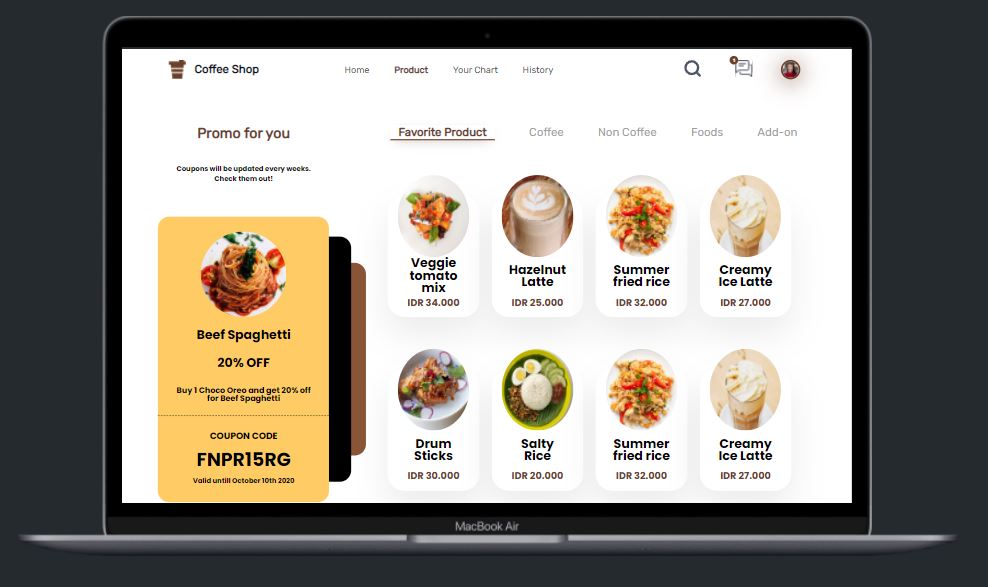 Coffee Shop
Home
Product
Your Chart
History
Promo for you
Coupons will be updated every weeks.
Check them out!
Beef Spaghetti
20% OFF
Buy 1 Choco Oreo and get 20% off
for Beef Spaghetti
COUPON CODE
FNPR15RG
Valid untill October 10th 2020
Favorite Product
Coffee
Non Coffee
Foods
Add-on
Veggie
tomato
mix
IDR 34.000
Hazelnut
Latte
IDR 25.000
Summer
fried rice
IDR 32.000
Creamy
Ice Latte
IDR 27.000
Drum
Sticks
IDR 30.000
Salty
Rice
IDR 20.000
Summer
fried rice
IDR 32.000
Creamy
Ice Latte
IDR 27.000
MacBook Air